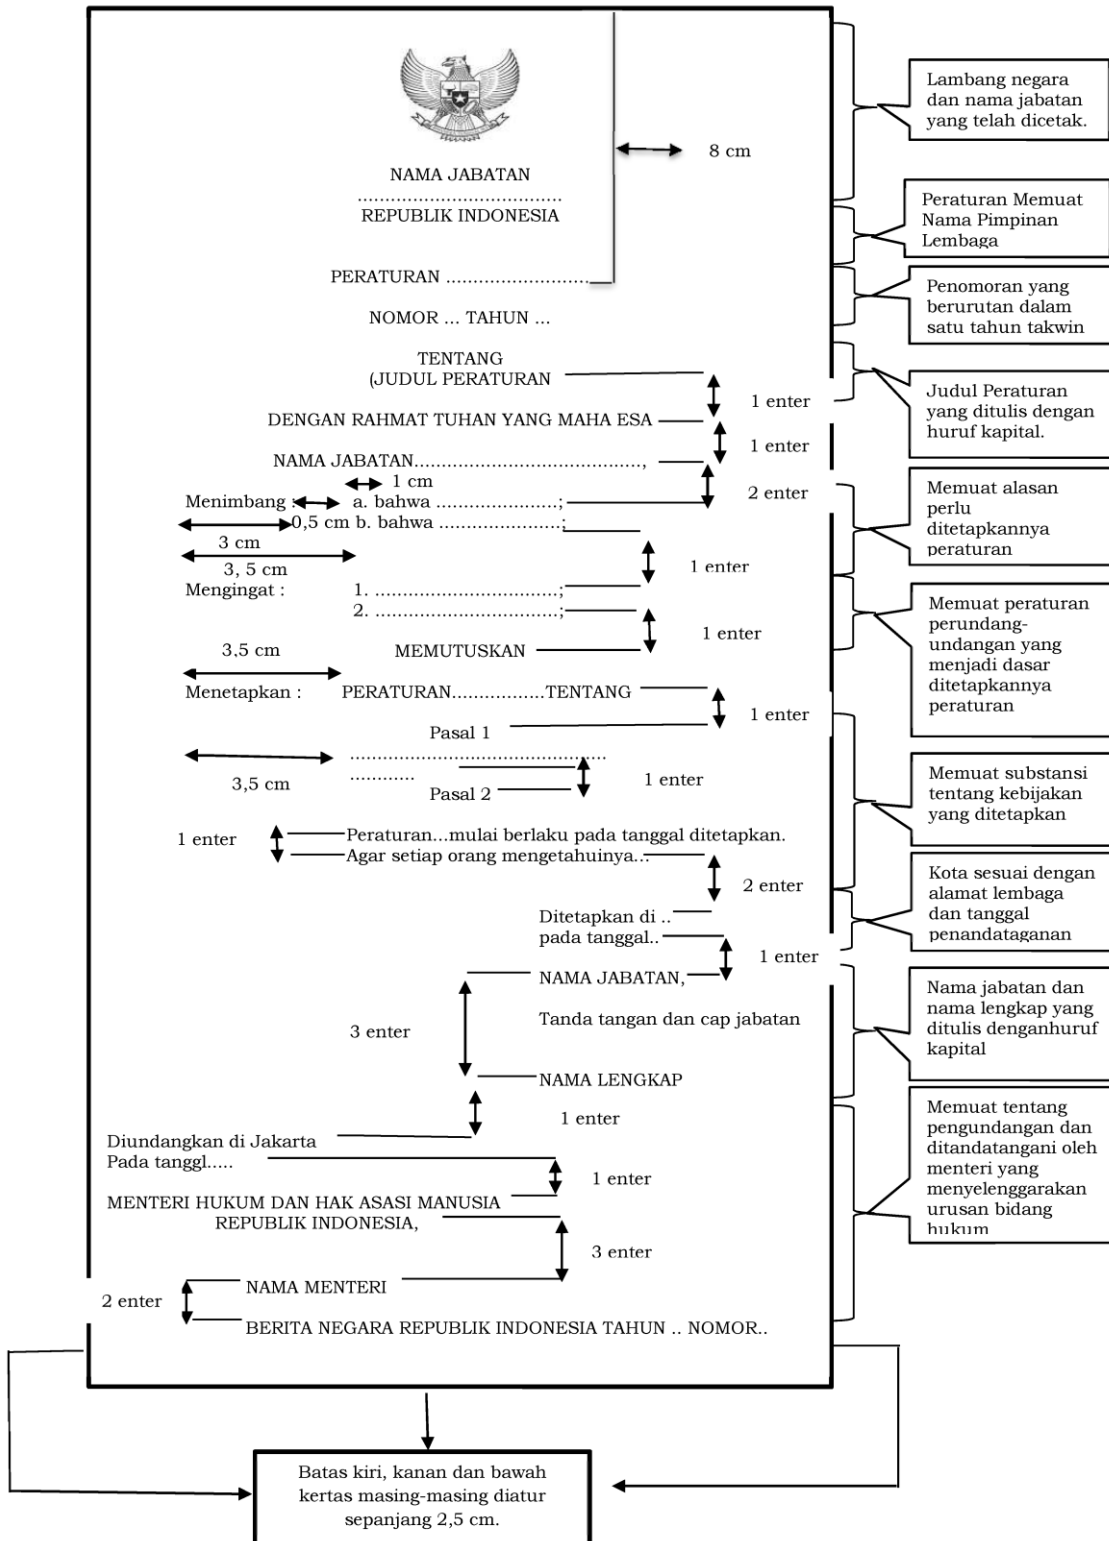 NAMA JABATAN
.....................................
REPUBLIK INDONESIA
8 cm
PERATURAN ..........................
NOMOR ... TAHUN ...
TENTANG
(JUDUL PERATURAN
1 enter
DENGAN RAHMAT TUHAN YANG MAHA ESA
1 enter
NAMA JABATAN.........................................,
1 cm
2 enter
Menimbang : a. bahwa ......................;
0,5 cm b. bahwa ......................;
3 cm
3, 5 cm
1 enter
Mengingat : 1. .................................;
2. .................................;
1 enter
3,5 cm
MEMUTUSKAN
Menetapkan : PERATURAN.................TENTANG
1 enter
Pasal 1
..............................................
............
3,5 cm
1 enter
Pasal 2
1 enter
Peraturan...mulai berlaku pada tanggal ditetapkan.
Agar setiap orang mengetahuinya...
2 enter
Ditetapkan di ..
pada tanggal..
1 enter
NAMA JABATAN,
3 enter
Tanda tangan dan cap jabatan
NAMA LENGKAP
1 enter
Diundangkan di Jakarta
Pada tanggl.....
1 enter
MENTERI HUKUM DAN HAK ASASI MANUSIA
REPUBLIK INDONESIA,
3 enter
NAMA MENTERI
2 enter
BERITA NEGARA REPUBLIK INDONESIA TAHUN .. NOMOR..
Lambang negara
dan nama jabatan
yang telah dicetak.
Peraturan Memuat
Nama Pimpinan
Lembaga
Penomoran yang
berurutan dalam
satu tahun takwin
Judul Peraturan
yang ditulis dengan
huruf kapital.
Memuat alasan
perlu
ditetapkannya
peraturan
Memuat peraturan
perundang-
undangan yang
menjadi dasar
ditetapkannya
peraturan
Memuat substansi
tentang kebijakan
yang ditetapkan
Kota sesuai dengan
alamat lembaga
dan tanggal
penandataganan
Nama jabatan dan
nama lengkap yang
ditulis denganhuruf
kapital
Memuat tentang
pengundangan dan
ditandatangani oleh
menteri yang
menyelenggarakan
urusan bidang
hukum
Batas kiri, kanan dan bawah
kertas masing-masing diatur
sepanjang 2,5 cm.